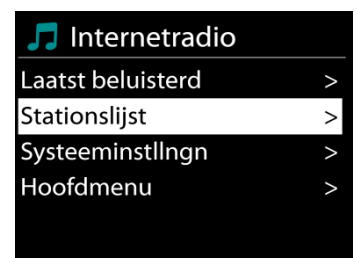 Internetradio
Laatst beluisterd >
Stationslijst >
Systeeminstllngn >
Hoofdmenu >